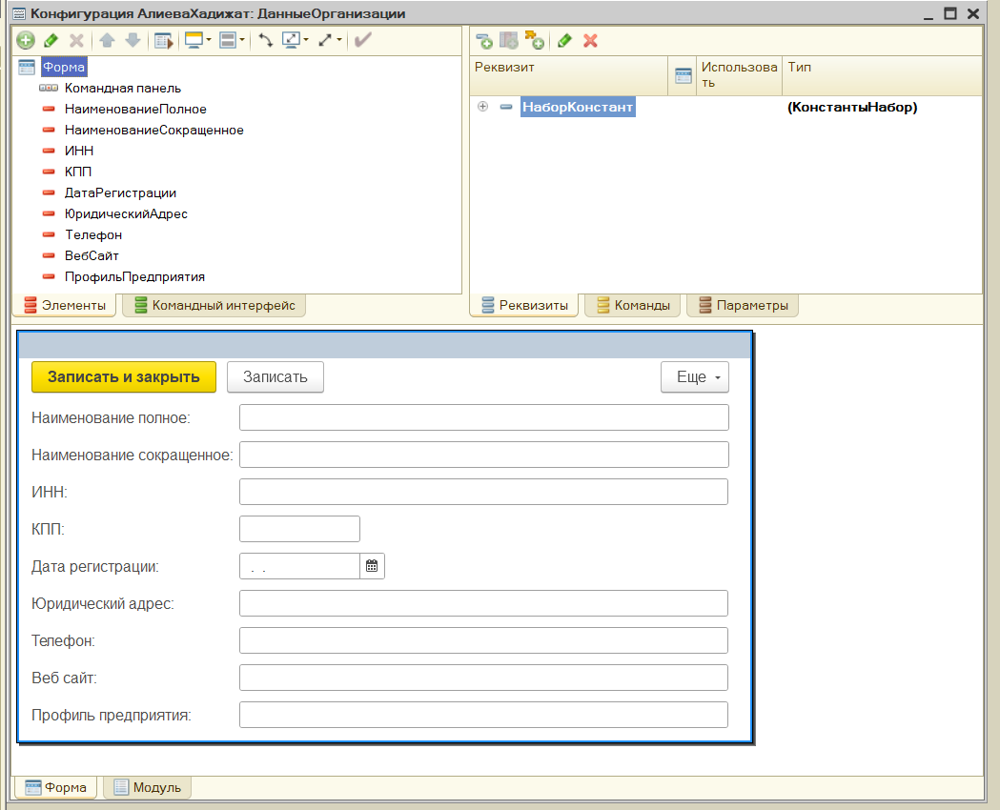 Конфигурация АлиеваХадижат: ДанныеОрганизации
Форма
Командная панель
НаименованиеПолное
НаименованиеСокращенное
ИНН
КПП
ДатаРегистрации
ЮридическийАдрес
Телефон
ВебСайт
ПрофильПредприятия
Элементы Командный интерфейс
Реквизит Использова Тип
ть
НаборКонстант (КонстантыНабор)
Реквизиты Команды Параметры
Записать и закрыть Записать Еще
Наименование полное:
Наименование сокращенное:
ИНН:
КПП:
Дата регистрации: . .
Юридический адрес:
Телефон:
Веб сайт:
Профиль предприятия:
Форма Модуль